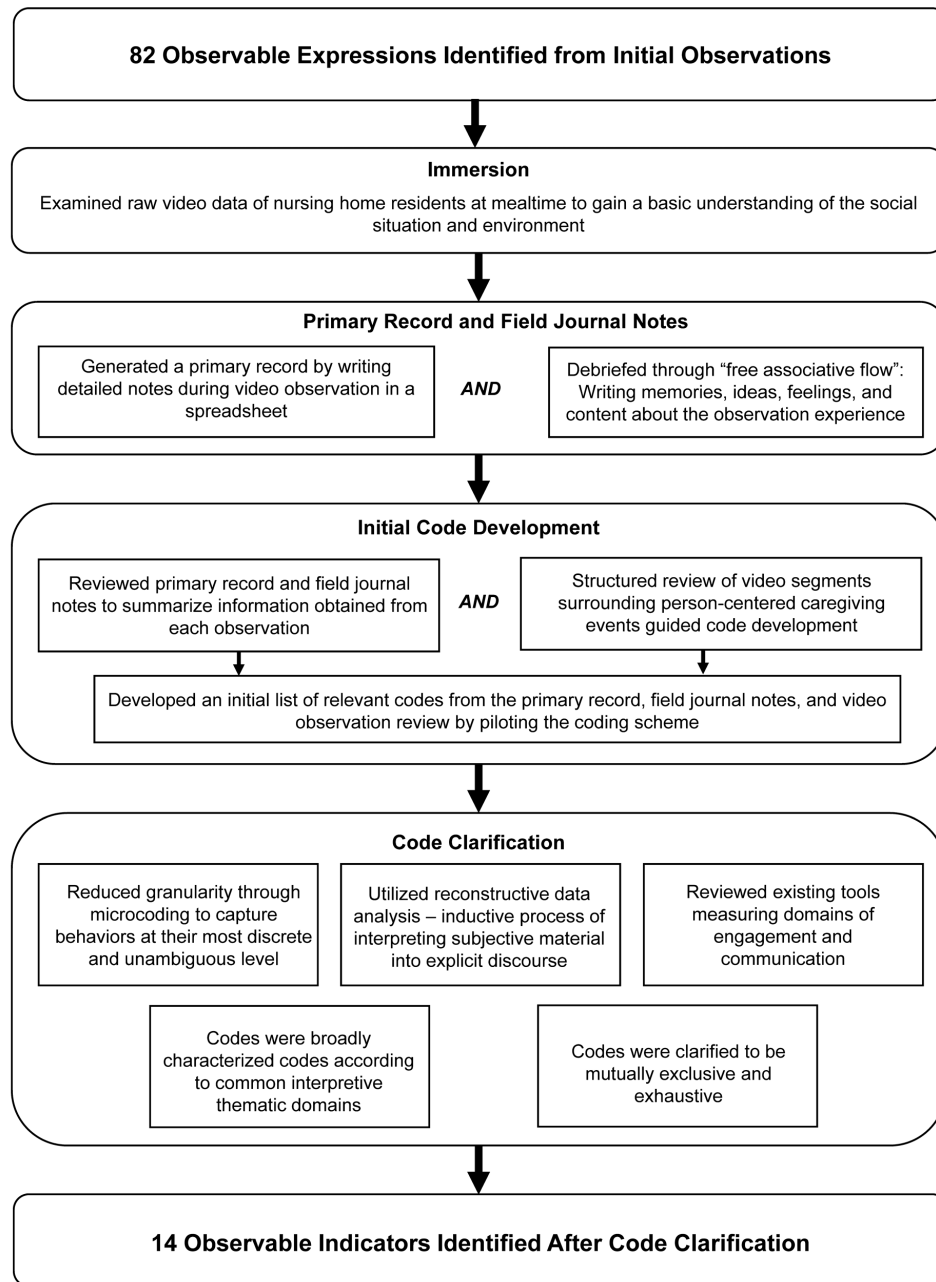 82 Observable Expressions Identified from Initial Observations
Immersion
Examined raw video data of nursing home residents at mealtime to gain a basic understanding of the social
situation and environment
Primary Record and Field Journal Notes
Generated a primary record by writing
detailed notes during video observation in a
spreadsheet
AND
Debriefed through “free associative flow”:
Writing memories, ideas, feelings, and
content about the observation experience
Initial Code Development
Reviewed primary record and field journal
notes to summarize information obtained from
each observation
AND
Structured review of video segments
surrounding person-centered caregiving
events guided code development
Developed an initial list of relevant codes from the primary record, field journal notes, and video
observation review by piloting the coding scheme
Code Clarification
Reduced granularity through
microcoding to capture
behaviors at their most discrete
and unambiguous level
Utilized reconstructive data
analysis – inductive process of
interpreting subjective material
into explicit discourse
Reviewed existing tools
measuring domains of
engagement and
communication
Codes were broadly
characterized codes according
to common interpretive
thematic domains
Codes were clarified to be
mutually exclusive and
exhaustive
14 Observable Indicators Identified After Code Clarification